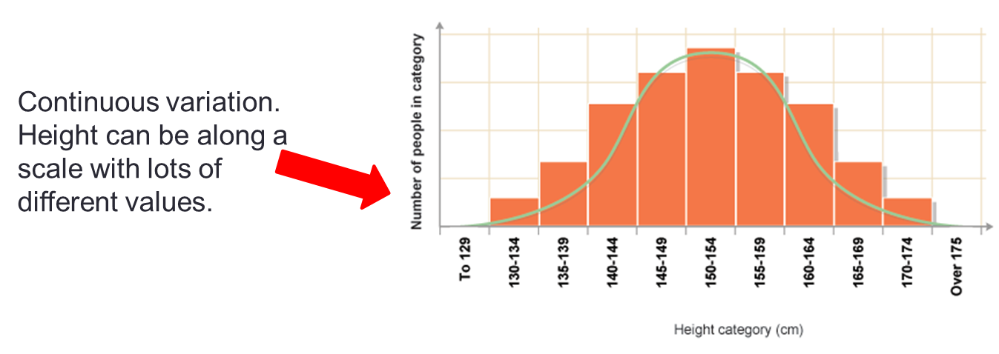 Continuous variation.
Height can be along a
scale with lots of
different values.
Number of people in category
To 129
130-134
135-139
140-144
145-149
150-154
155-159
160-164
165-169
170-174
Over 175
Height category (cm)